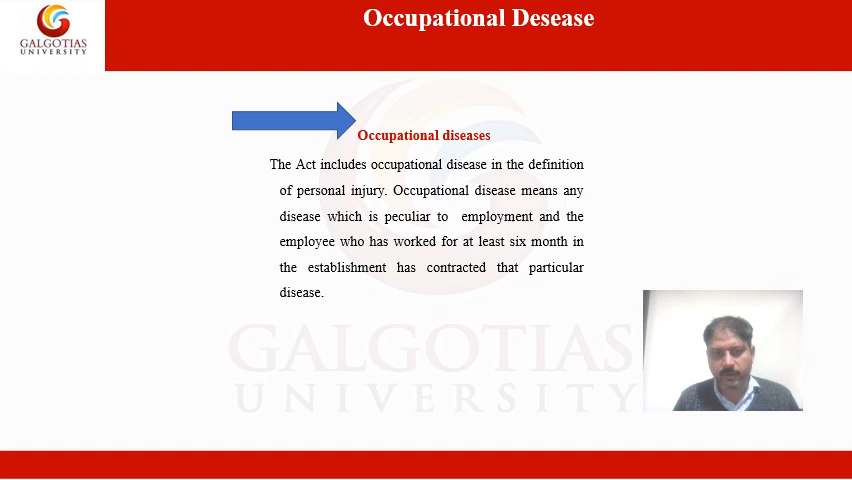 Occupational Desease
GALGOTIAS
UNIVERSITY
Occupational diseases
The Act includes occupational disease in the definition
of personal injury. Occupational disease means any
disease which is peculiar to employment and the
employee who has worked for at least six month in
the establishment has contracted that particular
disease.
GALGOTIAS
UNIVERSITY